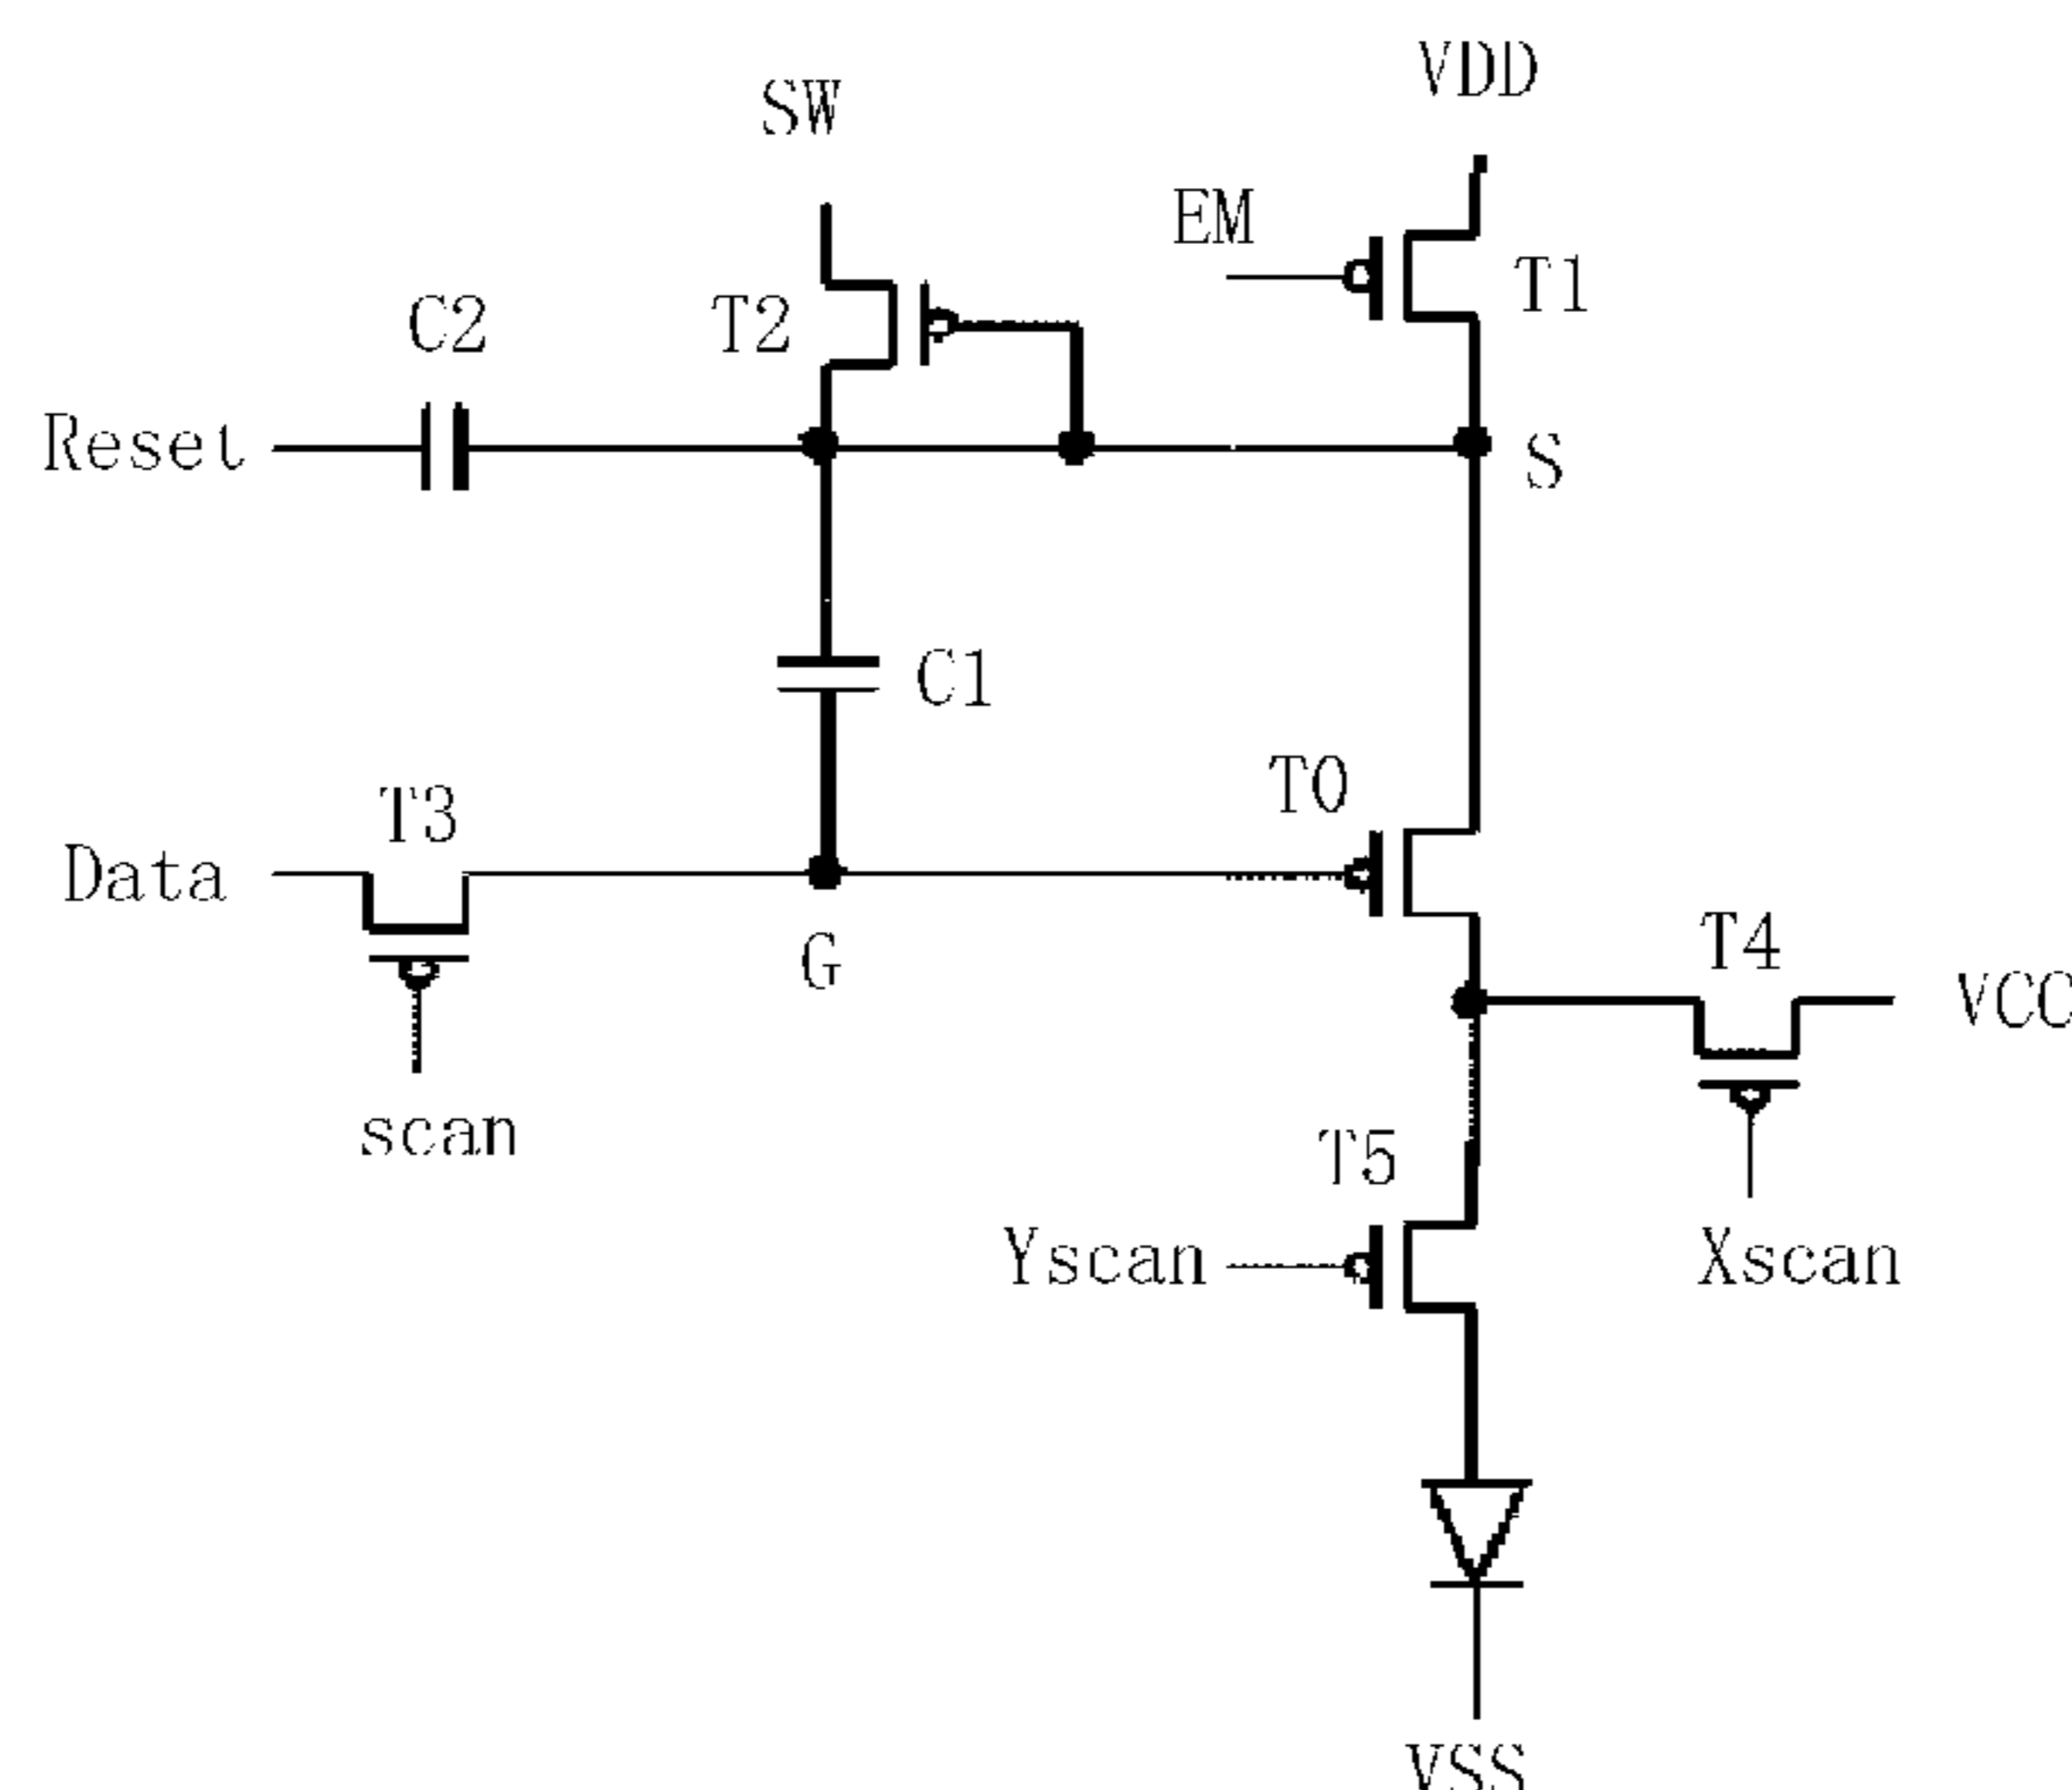 VDD
SW
EM
T1
C2
T2
Reset
S
C1
T0
T3
Data
T4
G
VCC
scan
T5
Yscan
Xscan
VSS